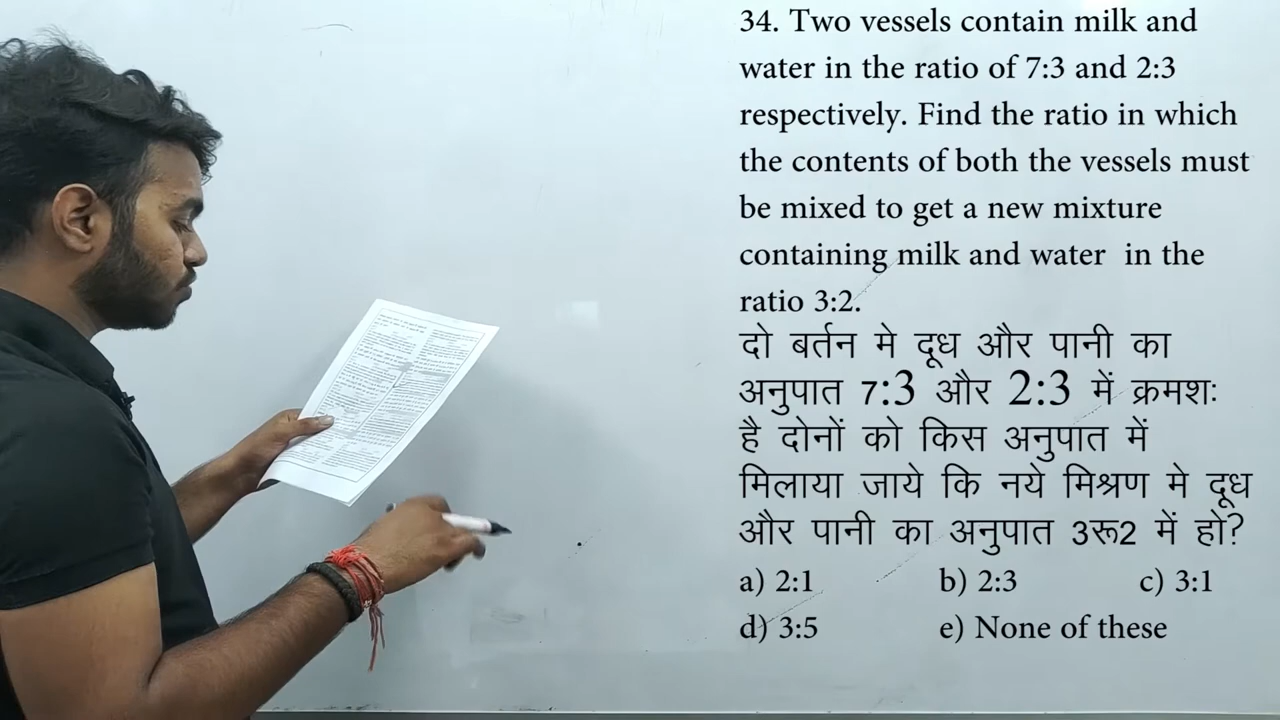 34. Two vessels contain milk and
water in the ratio of 7:3 and 2:3
respectively. Find the ratio in which
the contents of both the vessels must
be mixed to get a new mixture
containing milk and water in the
ratio 3:2.
दो बर्तन मे दूध और पानी का
अनुपात 7:3 और 2:3 में क्रमशः
है दोनों को किस अनुपात में
मिलाया जाये कि नये मिश्रण मे दूध
और पानी का अनुपात 3रू2 में हो?
a) 2:1 b) 2:3 c) 3:1
d) 3:5 e) None of these